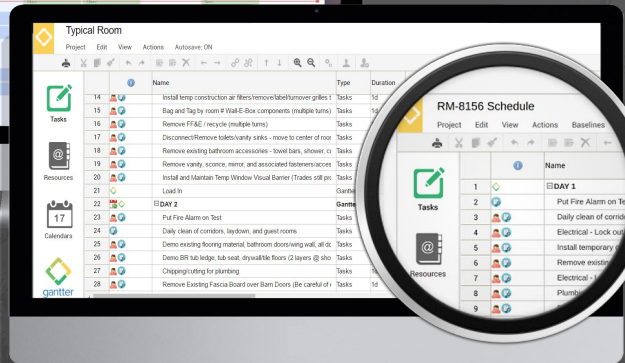 Typical Room
Project Edit View Actions Autosave: ON
Name Type Duration
14 Install temp construction air filters/remove/label/turnover grilles Tasks 1d
15 Bag and Tag by room # Wall-E-Box components (multiple turns) Tasks 1d
16 Remove FF&E / recycle (multiple turns) Tasks
17 Disconnect/Remove toilets/vanity sinks - move to center of Tasks
18 Remove existing bathroom accessories - towel bars, shower, Tasks
19 Remove vanity, sconce, mirror, and associated fasteners/ Tasks
20 Install and Maintain Temp Window Visual Barrier (Trades still Tasks
21 Load In Gantte
22 DAY 2 Gantte
23 Put Fire Alarm on Test Tasks
24 Daily clean of corridors, laydown, and guest rooms Tasks
25 Demo existing flooring material, bathroom doors/wing wall, all Tasks
26 Demo BR tub ledge, tub seat, drywall/tile floors (2 layers @ Tasks
27 Chipping/cutting for plumbing Tasks
28 Remove Existing Fascia Board over Barn Doors (Be careful of Tasks 1d
Tasks
@
Resources
17
Calendars
gantter
RM-8156 Schedule
Project Edit View Actions Baselines
Name
1 DAY 1
2 Put Fire Alarm on Te
3 Daily clean of corrid
4 Electrical - Lock out
5 Install temporary
6 Remove existing
7 Electrical -
8
9
Tasks
@
Resources